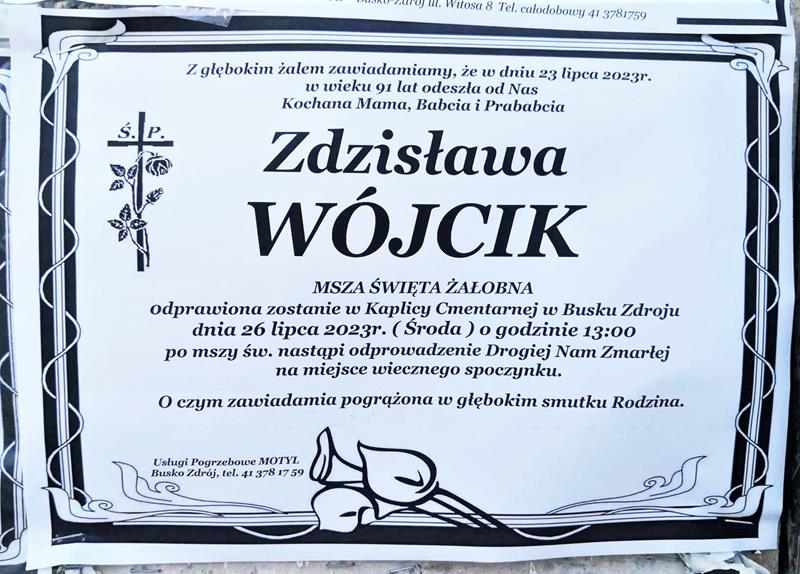 Busko-Zdrój ul. Witosa 8 Tel. całodobowy 41 3781759
Z głębokim żalem zawiadamiamy, że w dniu 23 lipca 2023r.
w wieku 91 lat odeszła od Nas
Kochana Mama, Babcia i Prababcia
Ś. P.
Zdzisława
WÓJCIK
MSZA ŚWIĘTA ŻAŁOBNA
odprawiona zostanie w Kaplicy Cmentarnej w Busku Zdroju
dnia 26 lipca 2023r. ( Środa ) o godzinie 13:00
po mszy św. nastąpi odprowadzenie Drogiej Nam Zmarłej
na miejsce wiecznego spoczynku.
O czym zawiadamia pogrążona w głębokim smutku Rodzina.
Usługi Pogrzebowe MOTYL
Busko Zdrój, tel. 41 378 17 59